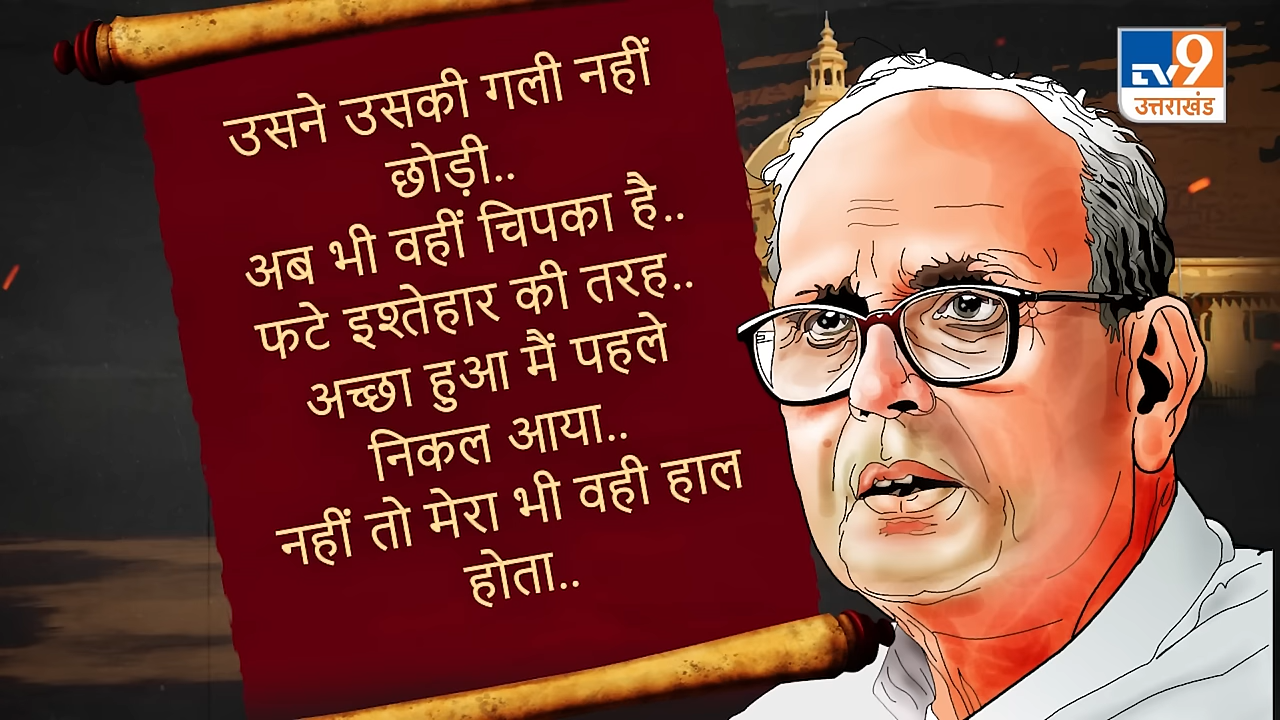 उसने उसकी गली नहीं
छोड़ी..
अब भी वहीं चिपका है..
फटे इश्तेहार की तरह..
अच्छा हुआ मैं पहले
निकल आया..
नहीं तो मेरा भी वही हाल
होता..
TV9
उत्तराखंड